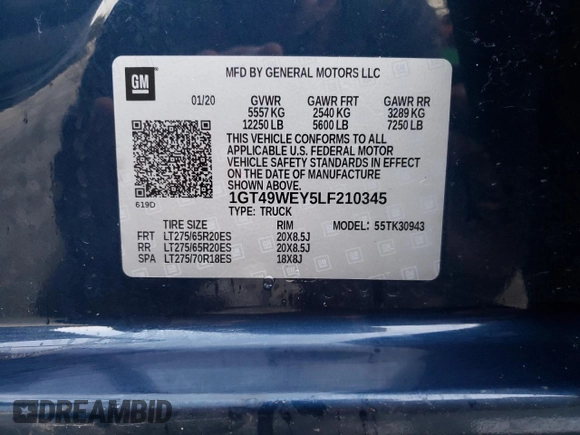 GM
MFD BY GENERAL MOTORS LLC
01/20 GVWR GAWR FRT GAWR RR
5557 KG 2540 KG 3289 KG
12250 LB 5600 LB 7250 LB
THIS VEHICLE CONFORMS TO ALL
APPLICABLE U.S. FEDERAL MOTOR
VEHICLE SAFETY STANDARDS IN EFFECT
ON THE DATE OF MANUFACTURE
SHOWN ABOVE.
1GT49WEY5LF210345
619D TYPE: TRUCK
TIRE SIZE RIM MODEL: 55TK30943
FRT LT275/65R20ES 20X8.5J
RR LT275/65R20ES 20X8.5J
SPA LT275/70R18ES 18X8J
DREAMBID